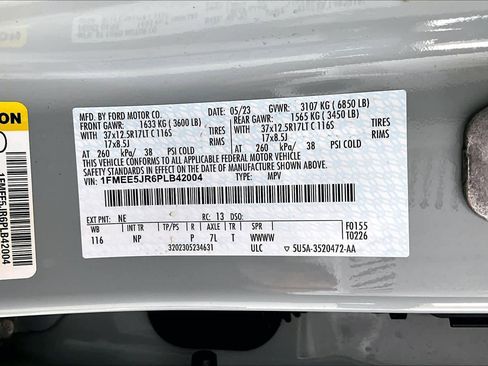 MFD. BY FORD MOTOR CO. 05/23 GVWR: 3107 KG ( 6850 LB)
FRONT GAWR: 1633 KG ( 3600 LB) REAR GAWR: 1565 KG ( 3450 LB)
37x12.5R17LT C 116S TIRES 37x12.5R17LT C 116S TIRES
17x8.5J RIMS 17x8.5J RIMS
AT 260 kPa/ 38 PSI COLD AT 260 kPa/ 38 PSI COLD
THIS VEHICLE CONFORMS TO ALL APPLICABLE FEDERAL MOTOR VEHICLE
SAFETY STANDARDS IN EFFECT ON THE DATE OF MANUFACTURE SHOWN ABOVE.
VIN: 1FMEE5JR6PLB42004
TYPE: MPV
EXT PNT: NE RC: 13 DSO:
WB INT TR TP/PS R AXLE TR SPR F0155
116 NP P 7L T WWWW T0226
3202305234631 ULC 5U5A-3520472-AA
ION
1FMEE5JR6PLB42004